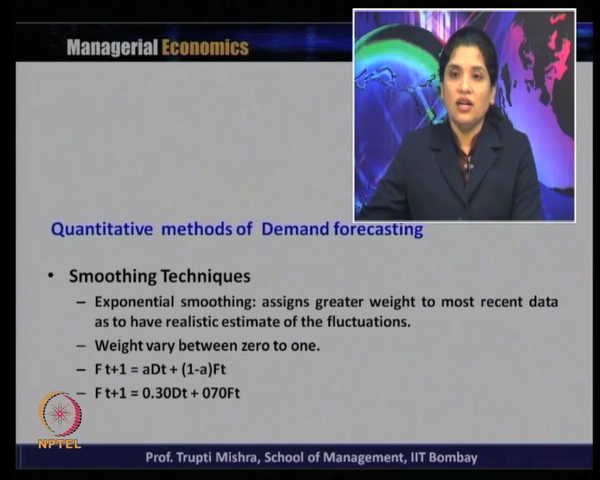 Managerial Economics
Quantitative methods of Demand forecasting
• Smoothing Techniques
– Exponential smoothing: assigns greater weight to most recent data
as to have realistic estimate of the fluctuations.
– Weight vary between zero to one.
– F t+1 = aDt + (1-a)Ft
– F t+1 = 0.30Dt + 070Ft
NPTEL
Prof. Trupti Mishra, School of Management, IIT Bombay